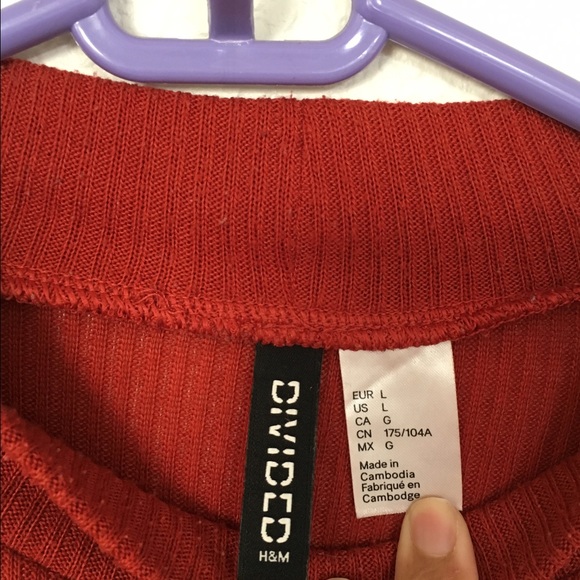 DIVIDED
H&M
EUR L
US L
CA G
CN 175/104A
MX G
Made in
Cambodia
Fabriqué en
Cambodge